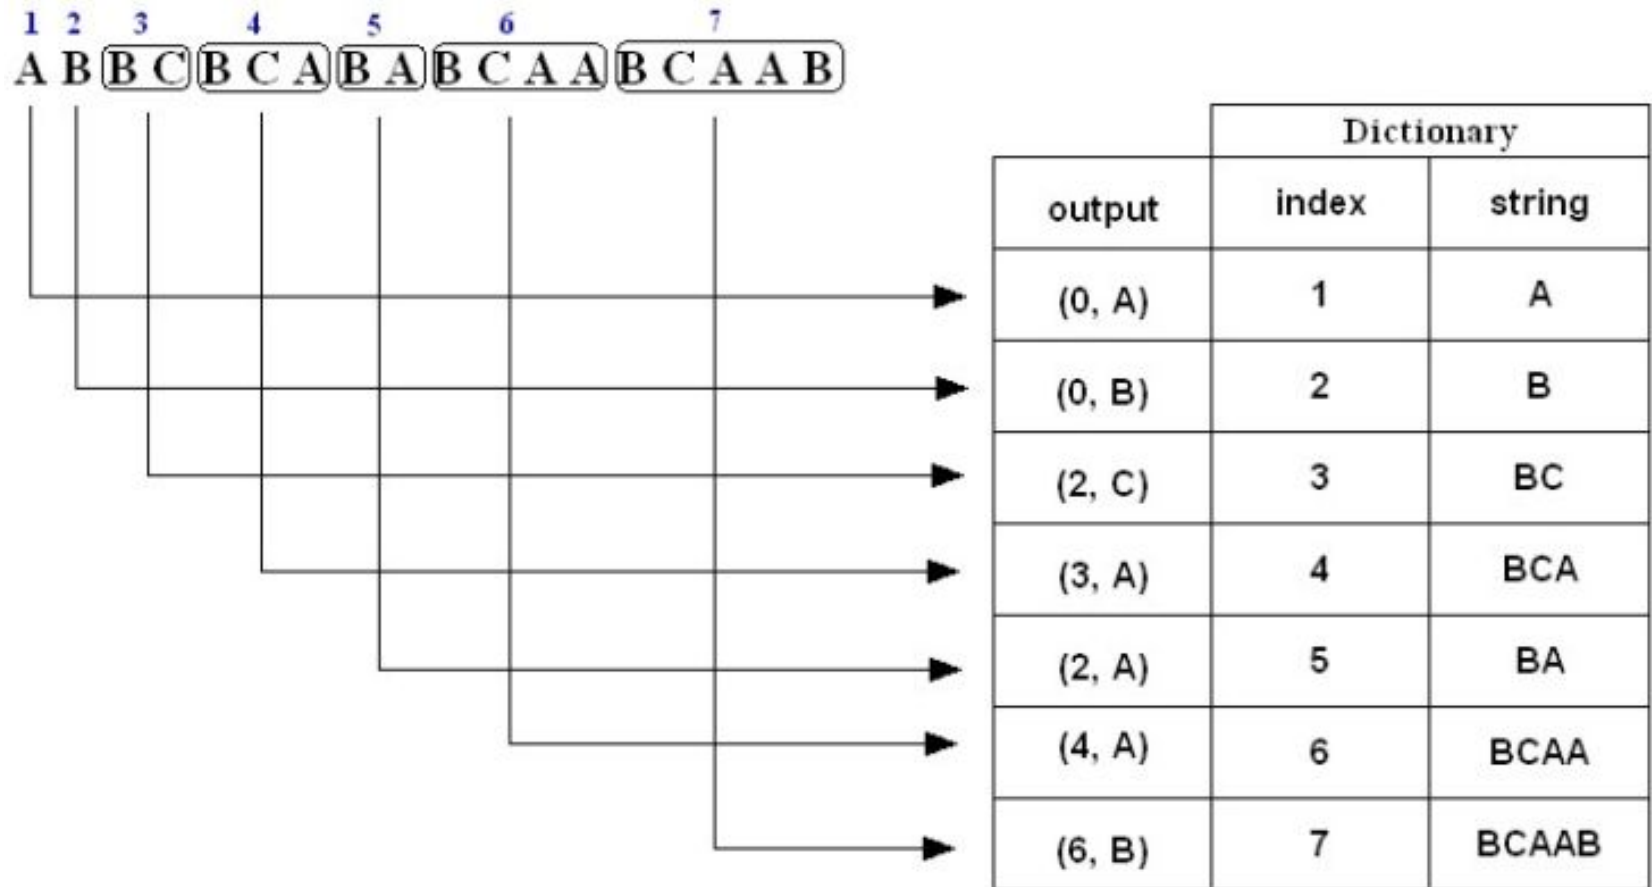 1 2 3 4 5 6 7
A B B C B C A B A B C A A B C A A B
Dictionary
output index string
(0, A) 1 A
(0, B) 2 B
(2, C) 3 BC
(3, A) 4 BCA
(2, A) 5 BA
(4, A) 6 BCAA
(6, B) 7 BCAAB